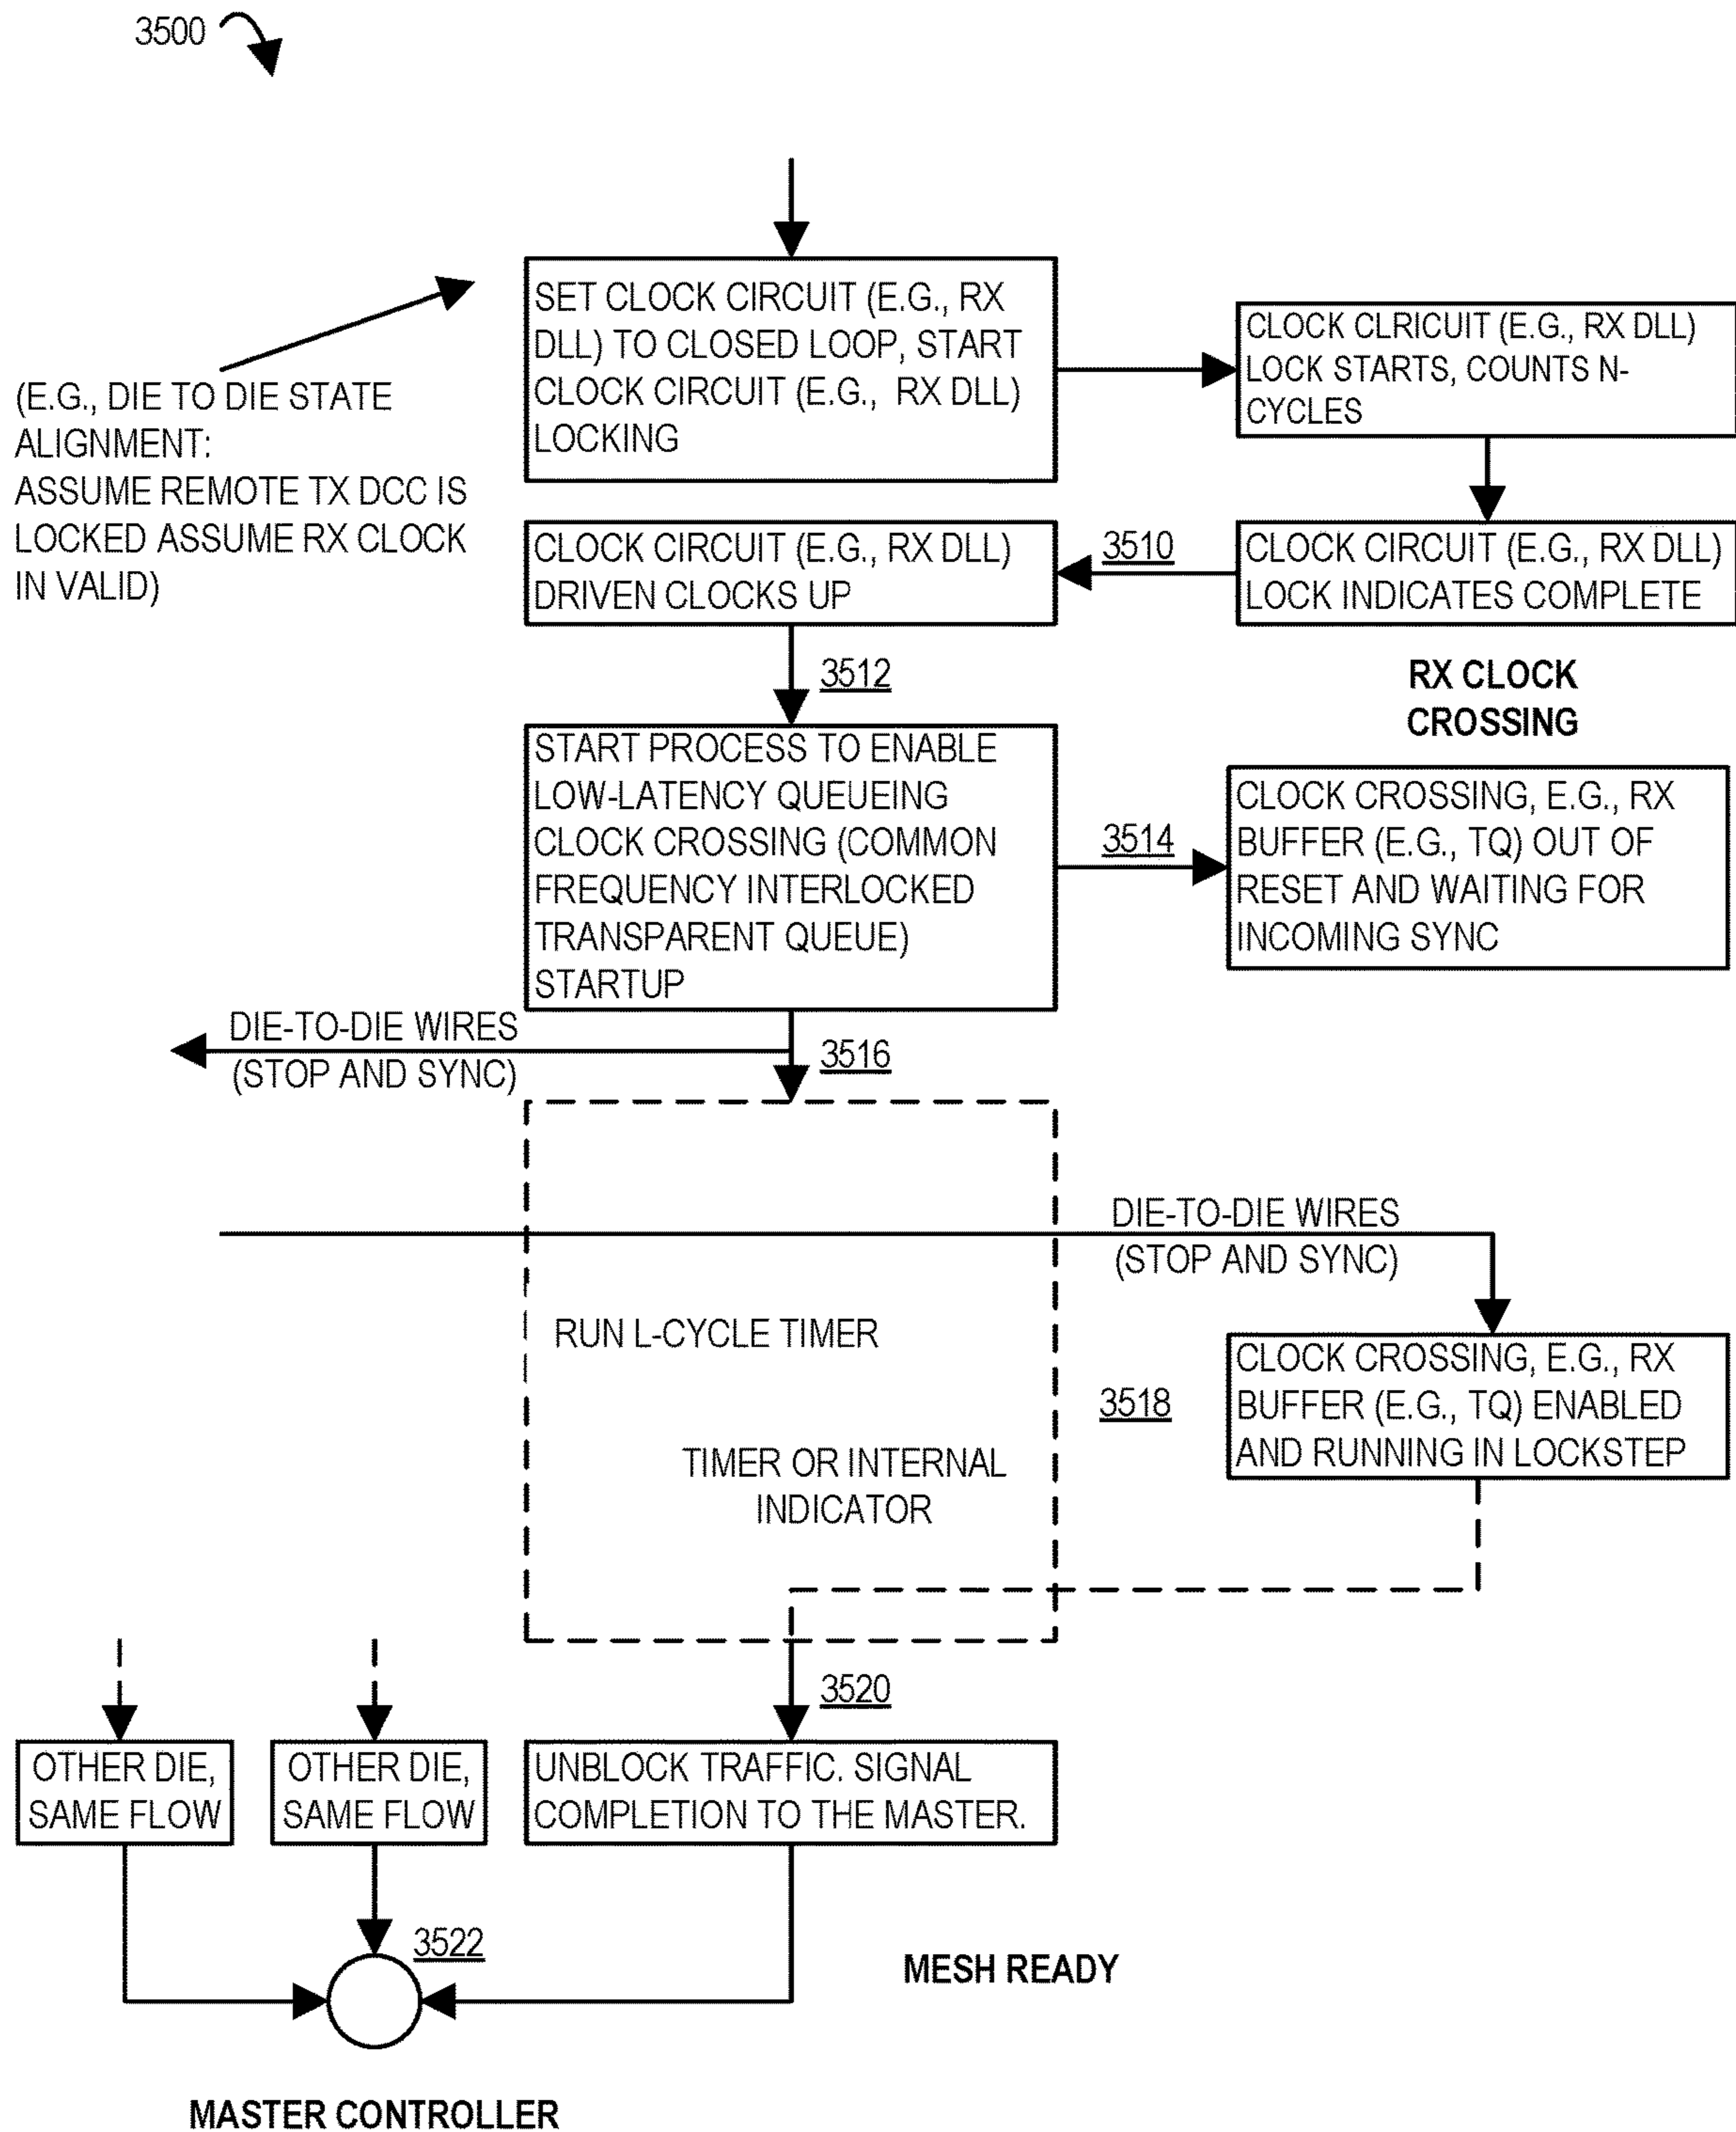 3500
SET CLOCK CIRCUIT (E.G., RX
DLL) TO CLOSED LOOP, START
CLOCK CIRCUIT (E.G., RX DLL)
LOCKING
CLOCK CLRICUIT (E.G., RX DLL)
LOCK STARTS, COUNTS N-
CYCLES
(E.G., DIE TO DIE STATE
ALIGNMENT:
ASSUME REMOTE TX DCC IS
LOCKED ASSUME RX CLOCK
IN VALID)
CLOCK CIRCUIT (E.G., RX DLL)
DRIVEN CLOCKS UP
3510
CLOCK CIRCUIT (E.G., RX DLL)
LOCK INDICATES COMPLETE
3512
RX CLOCK
CROSSING
START PROCESS TO ENABLE
LOW-LATENCY QUEUEING
CLOCK CROSSING (COMMON
FREQUENCY INTERLOCKED
TRANSPARENT QUEUE)
STARTUP
3514
CLOCK CROSSING, E.G., RX
BUFFER (E.G., TQ) OUT OF
RESET AND WAITING FOR
INCOMING SYNC
DIE-TO-DIE WIRES
(STOP AND SYNC)
3516
DIE-TO-DIE WIRES
(STOP AND SYNC)
RUN L-CYCLE TIMER
TIMER OR INTERNAL
INDICATOR
3518
CLOCK CROSSING, E.G., RX
BUFFER (E.G., TQ) ENABLED
AND RUNNING IN LOCKSTEP
3520
OTHER DIE,
SAME FLOW
OTHER DIE,
SAME FLOW
UNBLOCK TRAFFIC. SIGNAL
COMPLETION TO THE MASTER.
3522
MESH READY
MASTER CONTROLLER